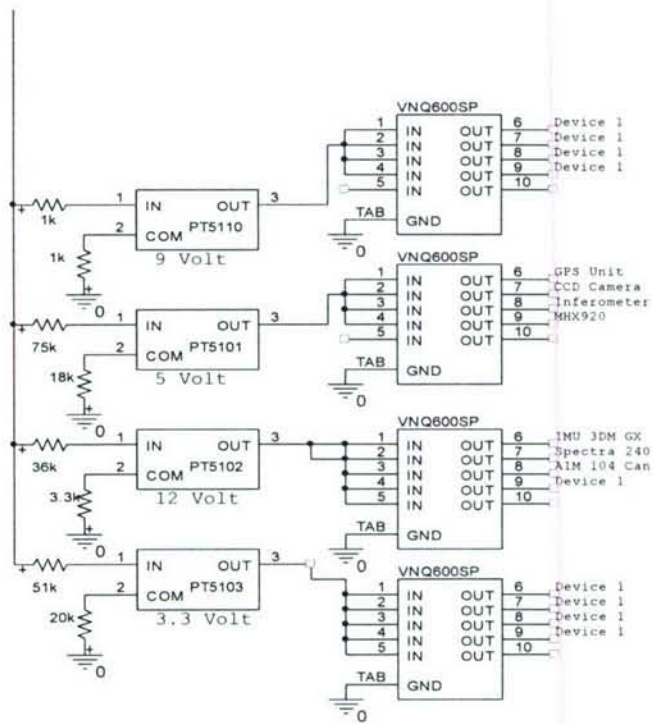 VNQ600SP
1 IN OUT 6 Device 1
2 IN OUT 7 Device 1
3 IN OUT 8 Device 1
4 IN OUT 9 Device 1
5 IN OUT 10
TAB GND
0
1k
1 IN OUT 3
2 COM PT5110
9 Volt
1k
0
VNQ600SP
1 IN OUT 6 GPS Unit
2 IN OUT 7 CCD Camera
3 IN OUT 8 Inferometer
4 IN OUT 9 MHX920
5 IN OUT 10
TAB GND
0
75k
1 IN OUT 3
2 COM PT5101
5 Volt
18k
0
VNQ600SP
1 IN OUT 6 IMU 3DM GX
2 IN OUT 7 Spectra 240
3 IN OUT 8 AIM 104 Can
4 IN OUT 9 Device 1
5 IN OUT 10
TAB GND
0
36k
1 IN OUT 3
2 COM PT5102
12 Volt
3.3k
0
VNQ600SP
1 IN OUT 6 Device 1
2 IN OUT 7 Device 1
3 IN OUT 8 Device 1
4 IN OUT 9 Device 1
5 IN OUT 10
TAB GND
0
51k
1 IN OUT 3
2 COM PT5103
3.3 Volt
20k
0